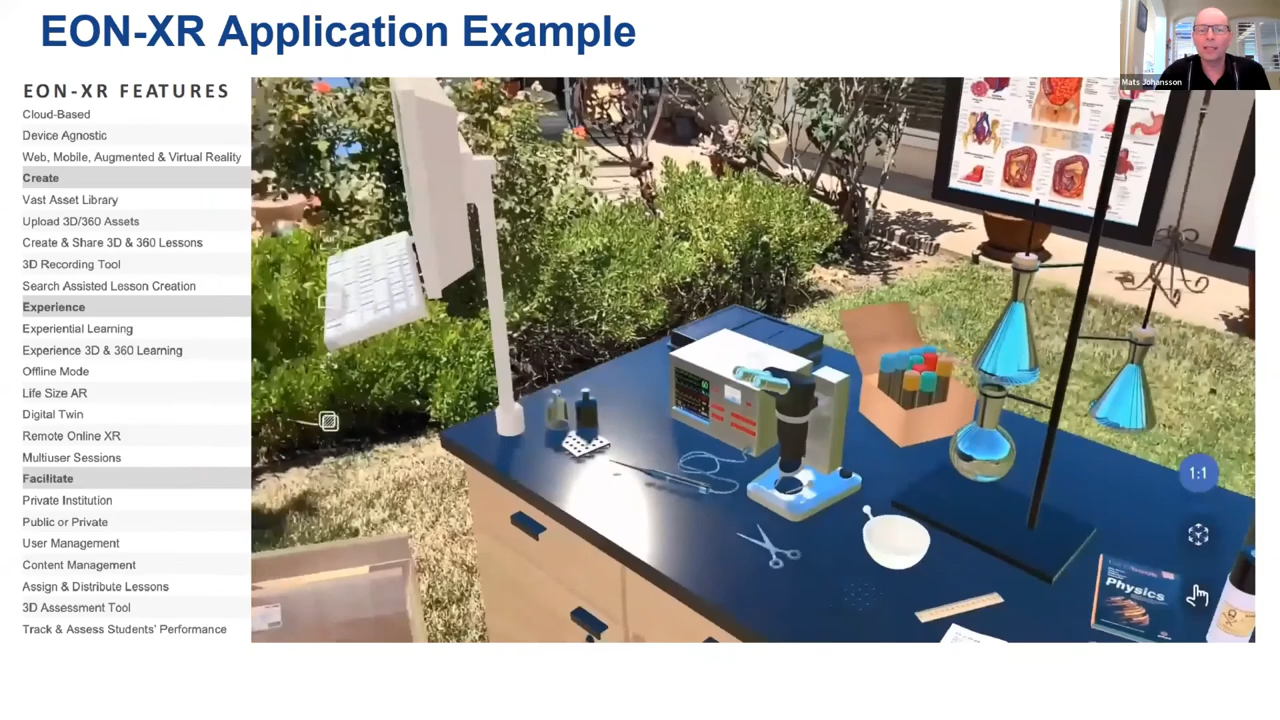 EON-XR Application Example
Mats Johansson
EON-XR FEATURES
Cloud-Based
Device Agnostic
Web, Mobile, Augmented & Virtual Reality
Create
Vast Asset Library
Upload 3D/360 Assets
Create & Share 3D & 360 Lessons
3D Recording Tool
Search Assisted Lesson Creation
Experience
Experiential Learning
Experience 3D & 360 Learning
Offline Mode
Life Size AR
Digital Twin
Remote Online XR
Multiuser Sessions
Facilitate
Private Institution
Public or Private
User Management
Content Management
Assign & Distribute Lessons
3D Assessment Tool
Track & Assess Students' Performance
60
1:1
Physics